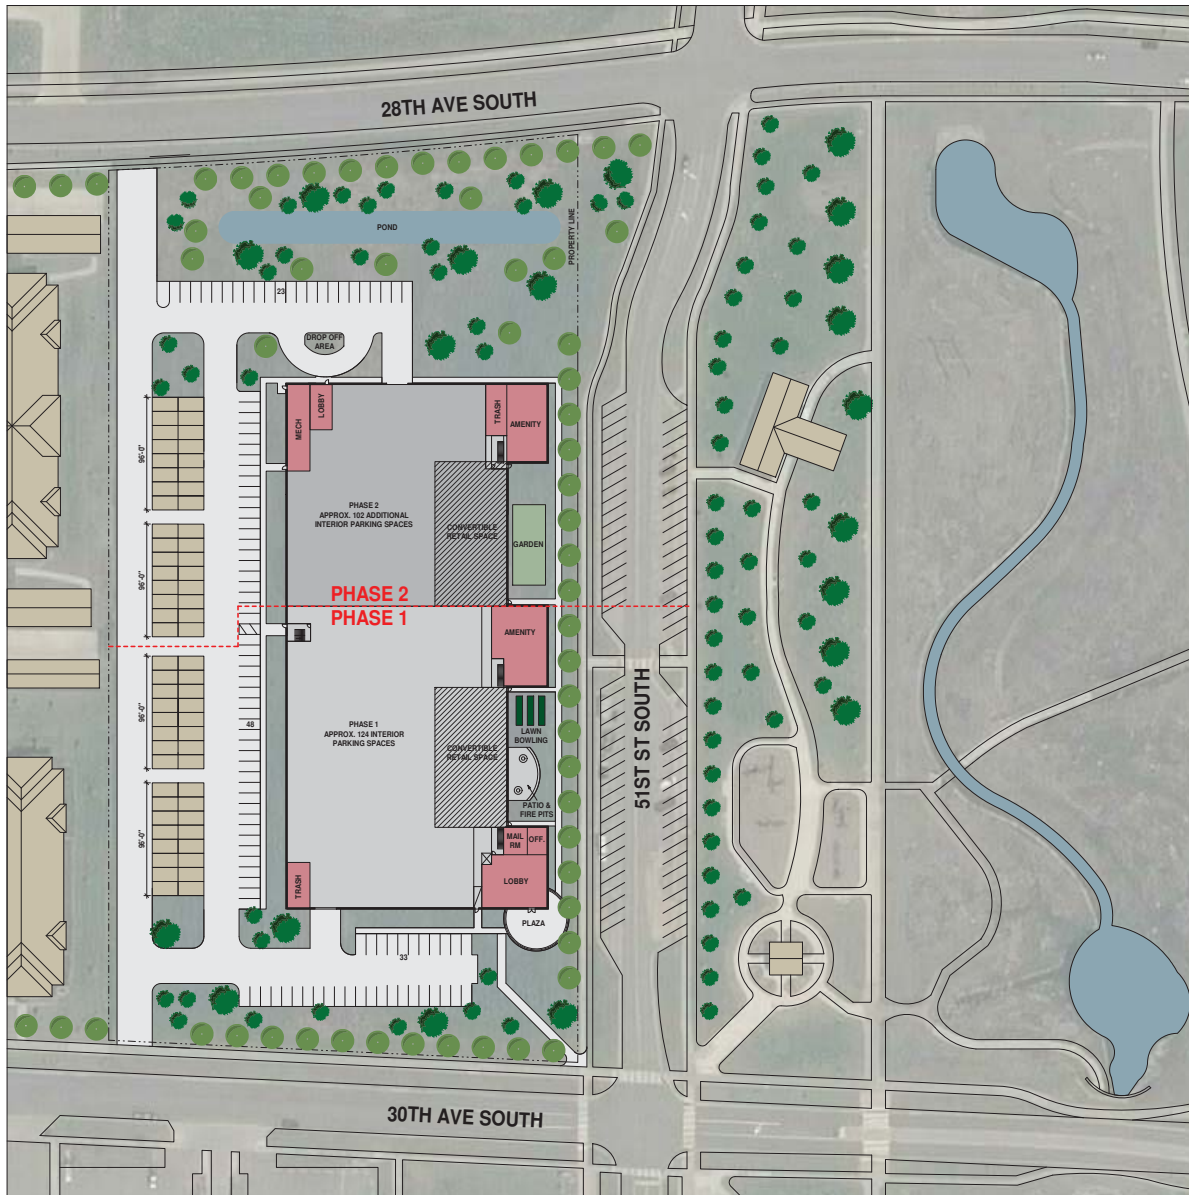 28TH AVE SOUTH
POND
PROPERTY LINE
23
DROP OFF
AREA
LOBBY
MECH
TRASH
AMENITY
96'-0"
PHASE 2
APPROX. 102 ADDITIONAL
INTERIOR PARKING SPACES
CONVERTIBLE
RETAIL SPACE
GARDEN
96'-0"
PHASE 2
PHASE 1
AMENITY
96'-0"
48
PHASE 1
APPROX. 124 INTERIOR
PARKING SPACES
CONVERTIBLE
RETAIL SPACE
LAWN
BOWLING
51ST ST SOUTH
PATIO &
FIRE PITS
96'-0"
MAIL
RM
OFF.
TRASH
LOBBY
PLAZA
33
30TH AVE SOUTH